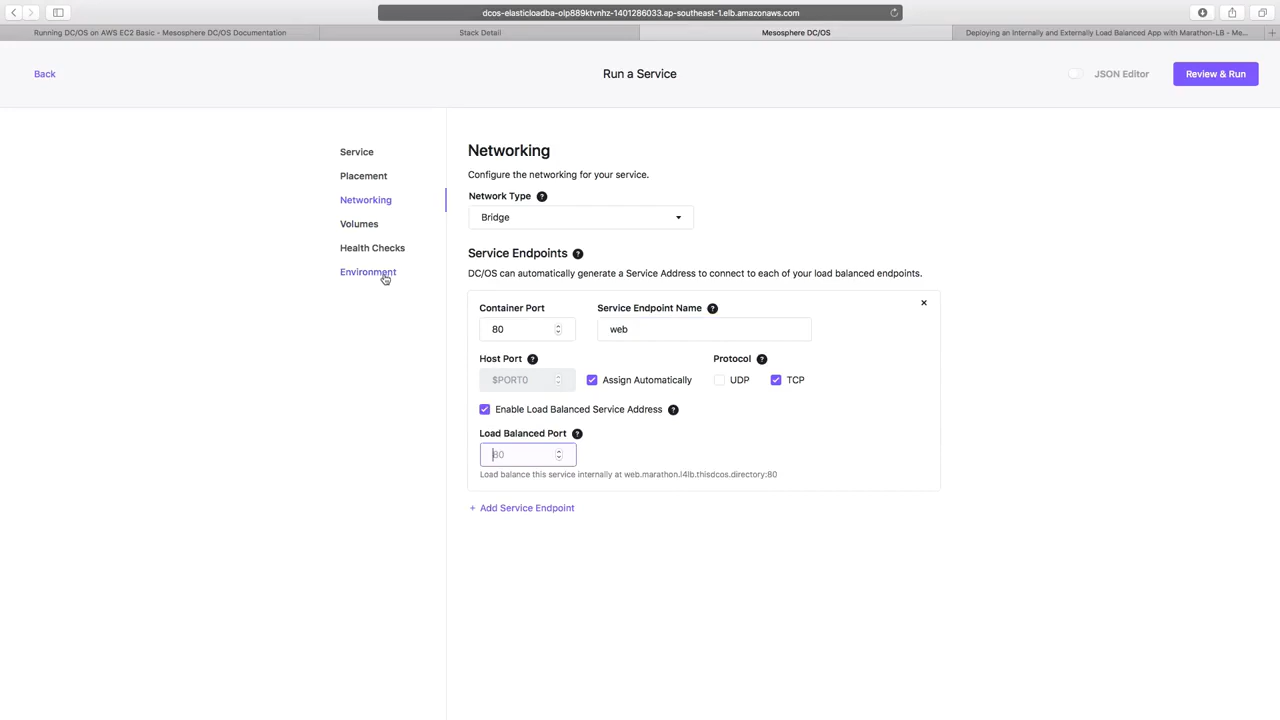 dcos-elasticloadba-olp889ktvnhz-1401286033.ap-southeast-1.elb.amazonaws.com
Running DC/OS on AWS EC2 Basic - Mesosphere DC/OS Documentation
Stack Detail
Mesosphere DC/OS
Deploying an Internally and Externally Load Balanced App with Marathon-LB - Me...
Back
Run a Service
JSON Editor
Review & Run
Service
Placement
Networking
Volumes
Health Checks
Environment
Networking
Configure the networking for your service.
Network Type ?
Bridge
Service Endpoints ?
DC/OS can automatically generate a Service Address to connect to each of your load balanced endpoints.
Container Port
Service Endpoint Name ?
80
web
Host Port ?
Protocol ?
$PORT0
Assign Automatically
UDP
TCP
Enable Load Balanced Service Address ?
Load Balanced Port ?
80
Load balance this service internally at web.marathon.l4lb.thisdcos.directory:80
+ Add Service Endpoint